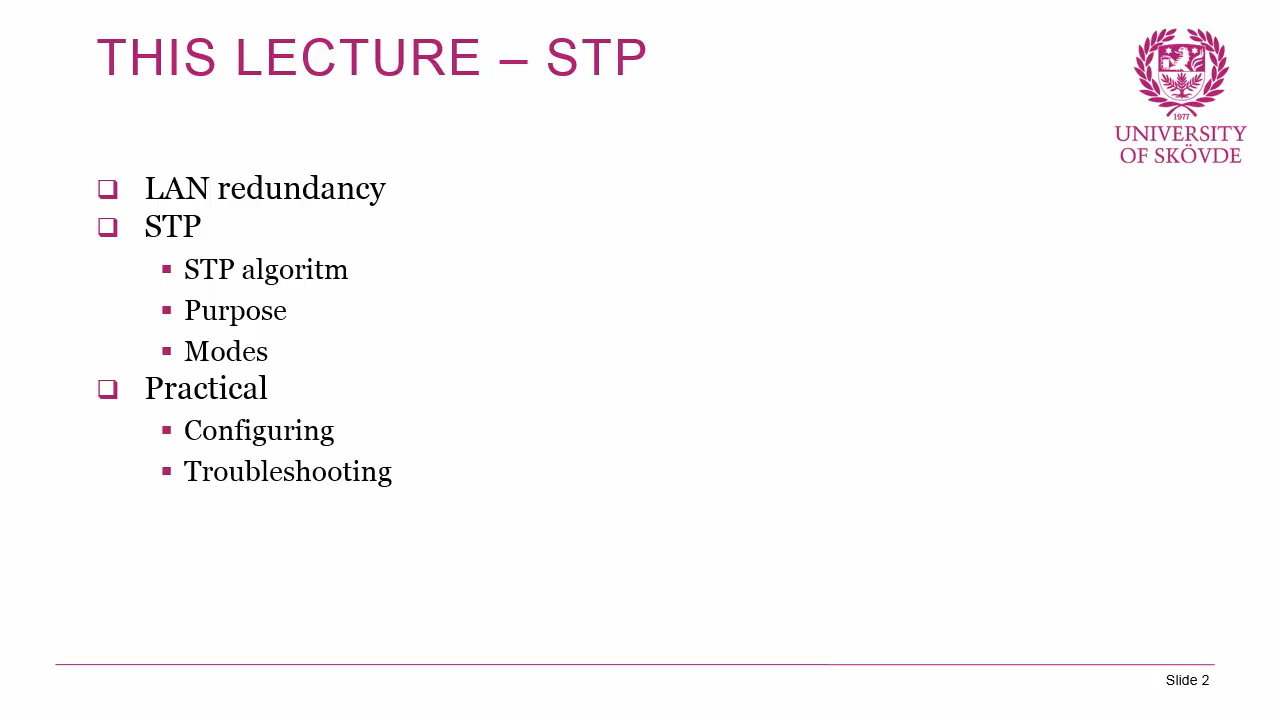 THIS LECTURE – STP
1977
UNIVERSITY
OF SKÖVDE
LAN redundancy
STP
STP algoritm
Purpose
Modes
Practical
Configuring
Troubleshooting
Slide 2